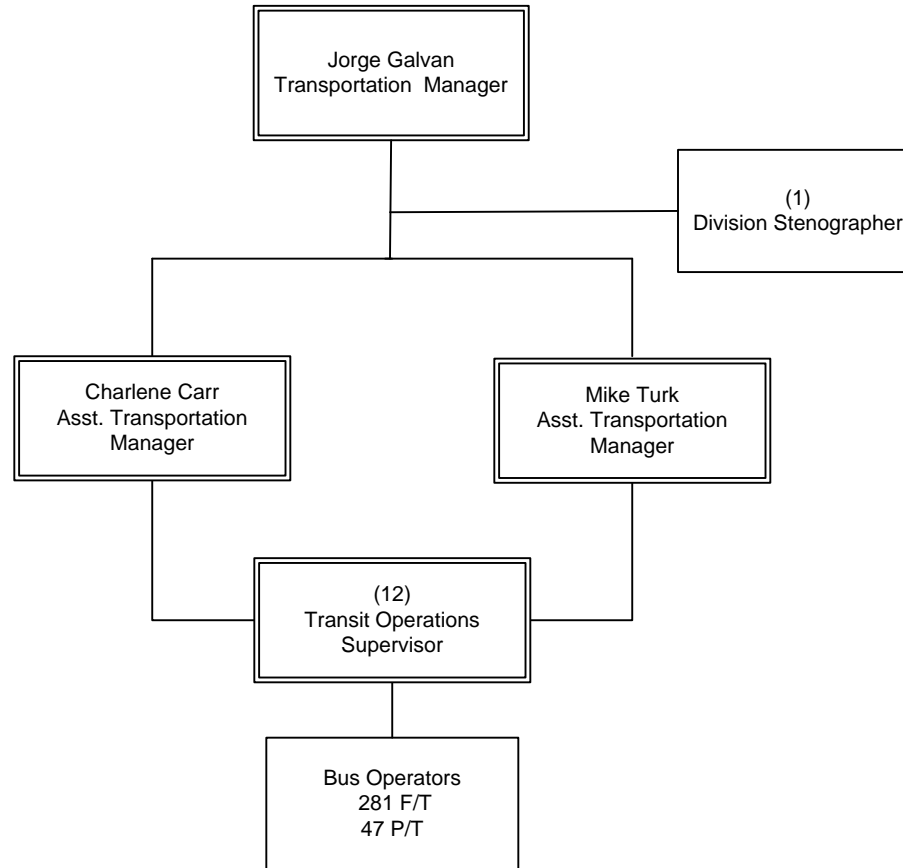 Jorge Galvan
Transportation  Manager
(1)
Division Stenographer
Charlene Carr
Asst. Transportation
Manager
Mike Turk
Asst. Transportation
Manager
(12)
Transit Operations
Supervisor
Bus Operators
281 F/T
47 P/T